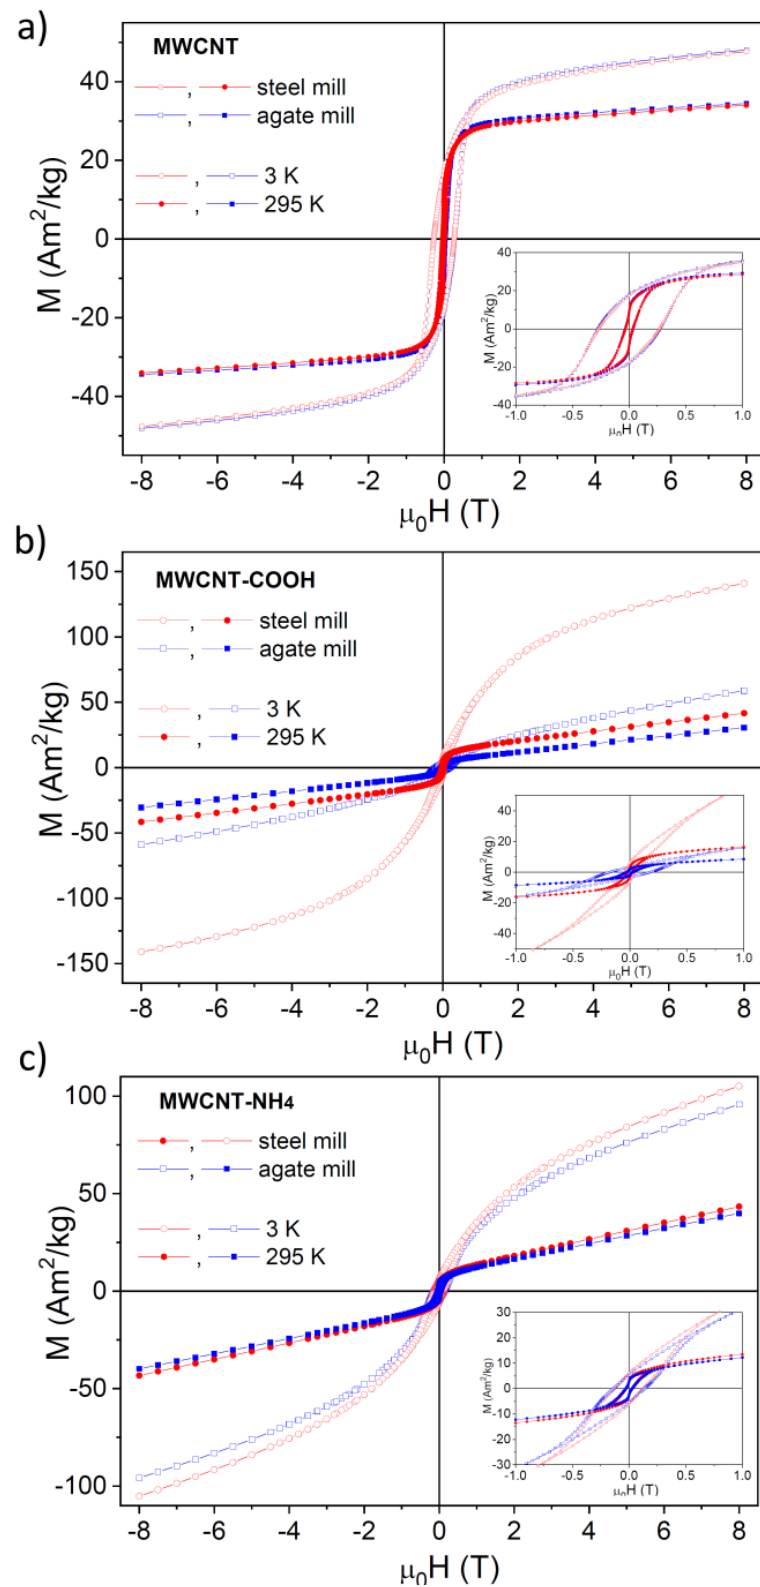 a)
MWCNT
, steel mill
, agate mill
, 3 K
, 295 K
M (Am²/kg)
40
20
0
-20
-40
-8 -6 -4 -2 0 2 4 6 8
μ₀H (T)
M (Am²/kg)
40
20
0
-20
-40
-1.0 -0.5 0.0 0.5 1.0
μ₀H (T)
b)
MWCNT-COOH
, steel mill
, agate mill
, 3 K
, 295 K
M (Am²/kg)
150
100
50
0
-50
-100
-150
-8 -6 -4 -2 0 2 4 6 8
μ₀H (T)
M (Am²/kg)
40
20
0
-20
-40
-1.0 -0.5 0.0 0.5 1.0
μ₀H (T)
c)
MWCNT-NH4
, steel mill
, agate mill
, 3 K
, 295 K
M (Am²/kg)
100
50
0
-50
-100
-8 -6 -4 -2 0 2 4 6 8
μ₀H (T)
M (Am²/kg)
30
20
10
0
-10
-20
30
-1.0 -0.5 0.0 0.5 1.0
μ₀H (T)